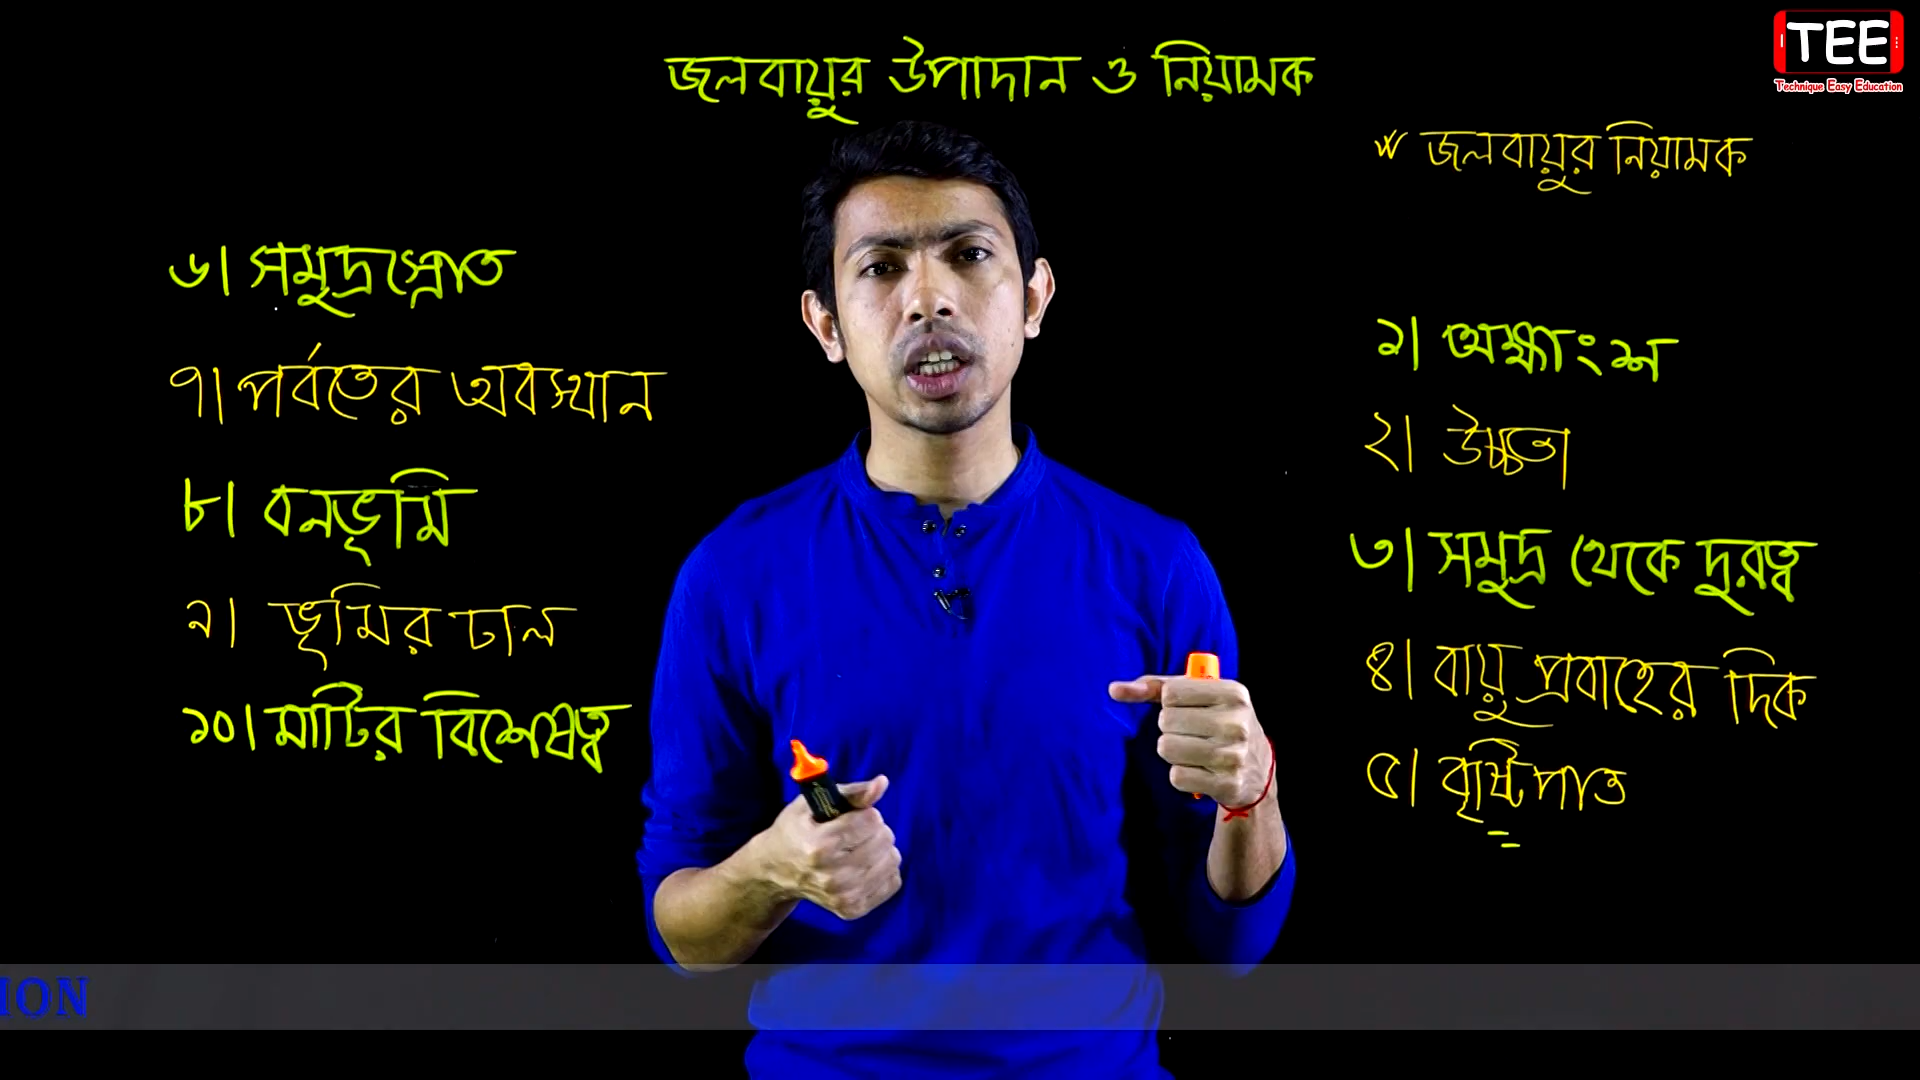 জলবায়ুর উপাদান ও নিয়ামক
TEE
Technique Easy Education
* জলবায়ুর নিয়ামক
১। অক্ষাংশ
২। উচ্চতা
৩। সমুদ্র থেকে দুরত্ব
৪। বায়ু প্রবাহের দিক
৫। বৃষ্টিপাত
৬। সমুদ্রস্রোত
৭। পর্বতের অবস্থান
৮। বনভূমি
৯। ভূমির ঢাল
১০। মাটির বিশেষত্ব
ION